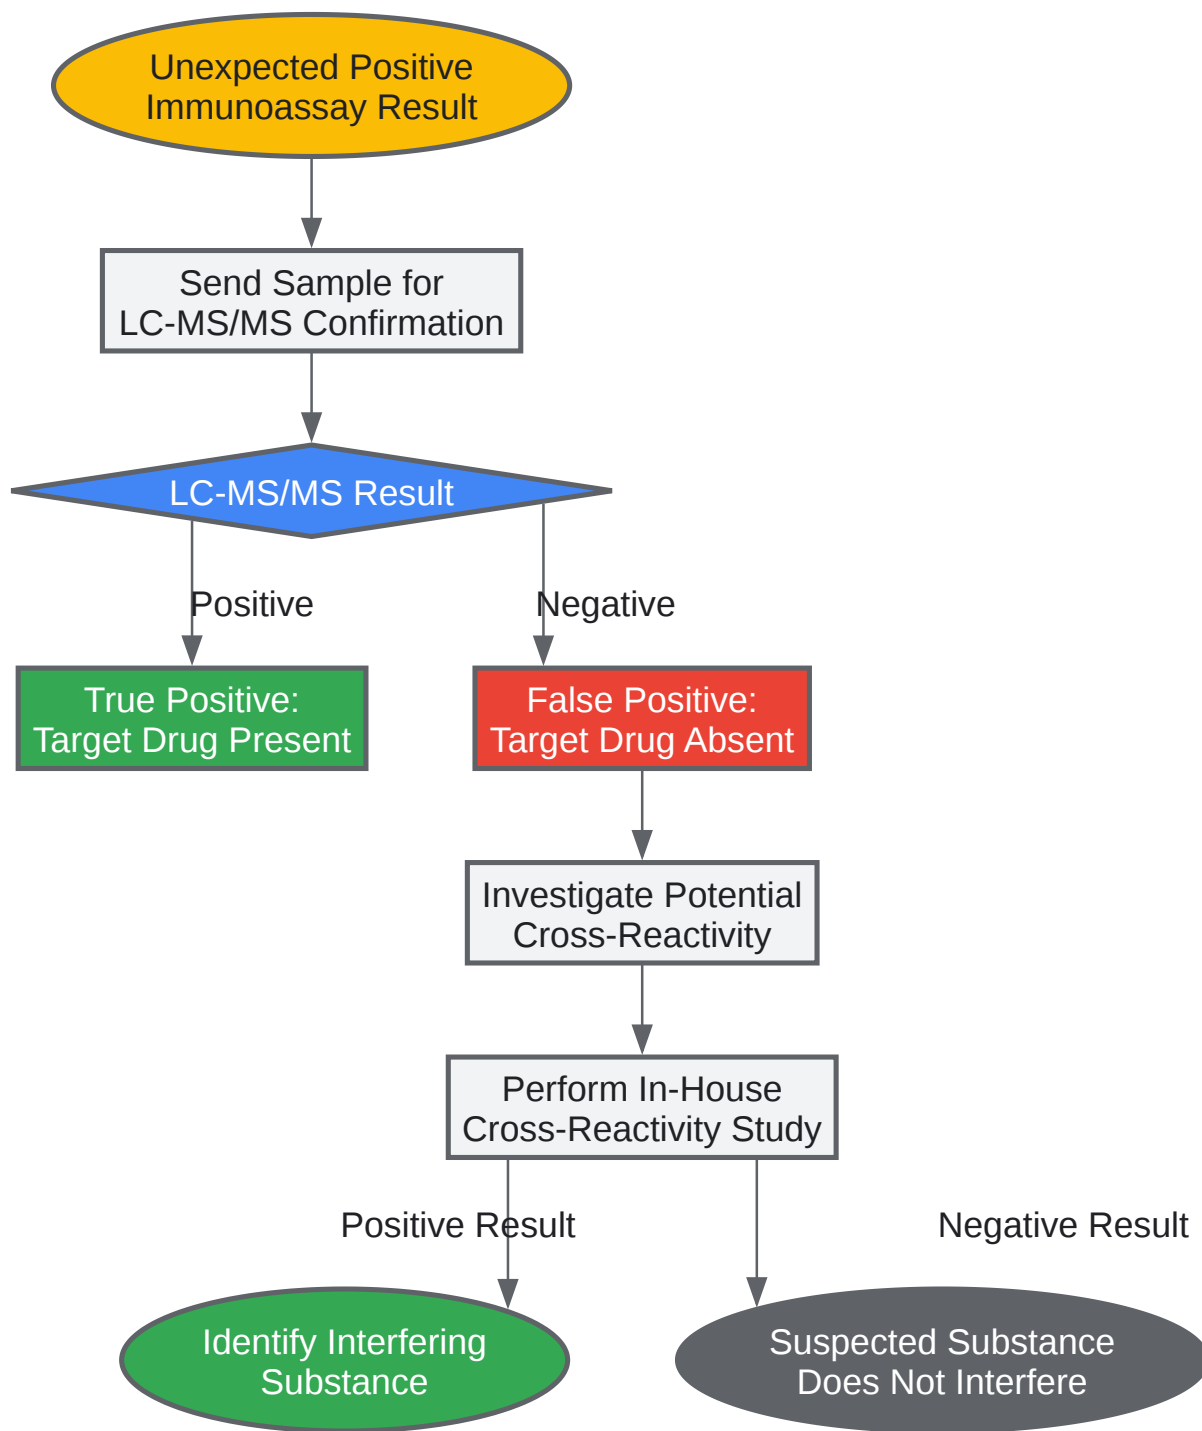 Unexpected Positive
Immunoassay Result
Send Sample for
LC-MS/MS Confirmation
LC-MS/MS Result
Positive
Negative
True Positive:
Target Drug Present
False Positive:
Target Drug Absent
Investigate Potential
Cross-Reactivity
Perform In-House
Cross-Reactivity Study
Positive Result
Negative Result
Identify Interfering
Substance
Suspected Substance
Does Not Interfere